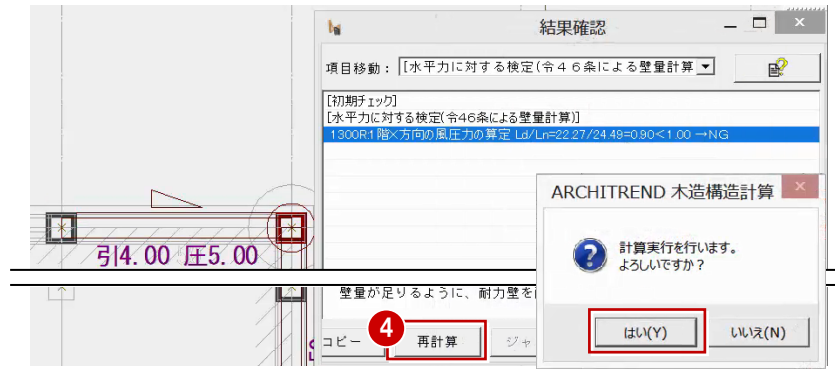 結果確認
項目移動： [水平力に対する検定(令４６条による壁量計算
[初期チェック]
[水平力に対する検定(令46条による壁量計算)]
1300R:1階X方向の風圧力の算定 Ld/Ln=22.27/24.49=0.90<1.00 →NG
ARCHITREND 木造構造計算
計算実行を行います。
よろしいですか？
引4.00 圧5.00
壁量が足りるように、耐力壁を
はい(Y)
いいえ(N)
コピー
4
再計算
ジャ